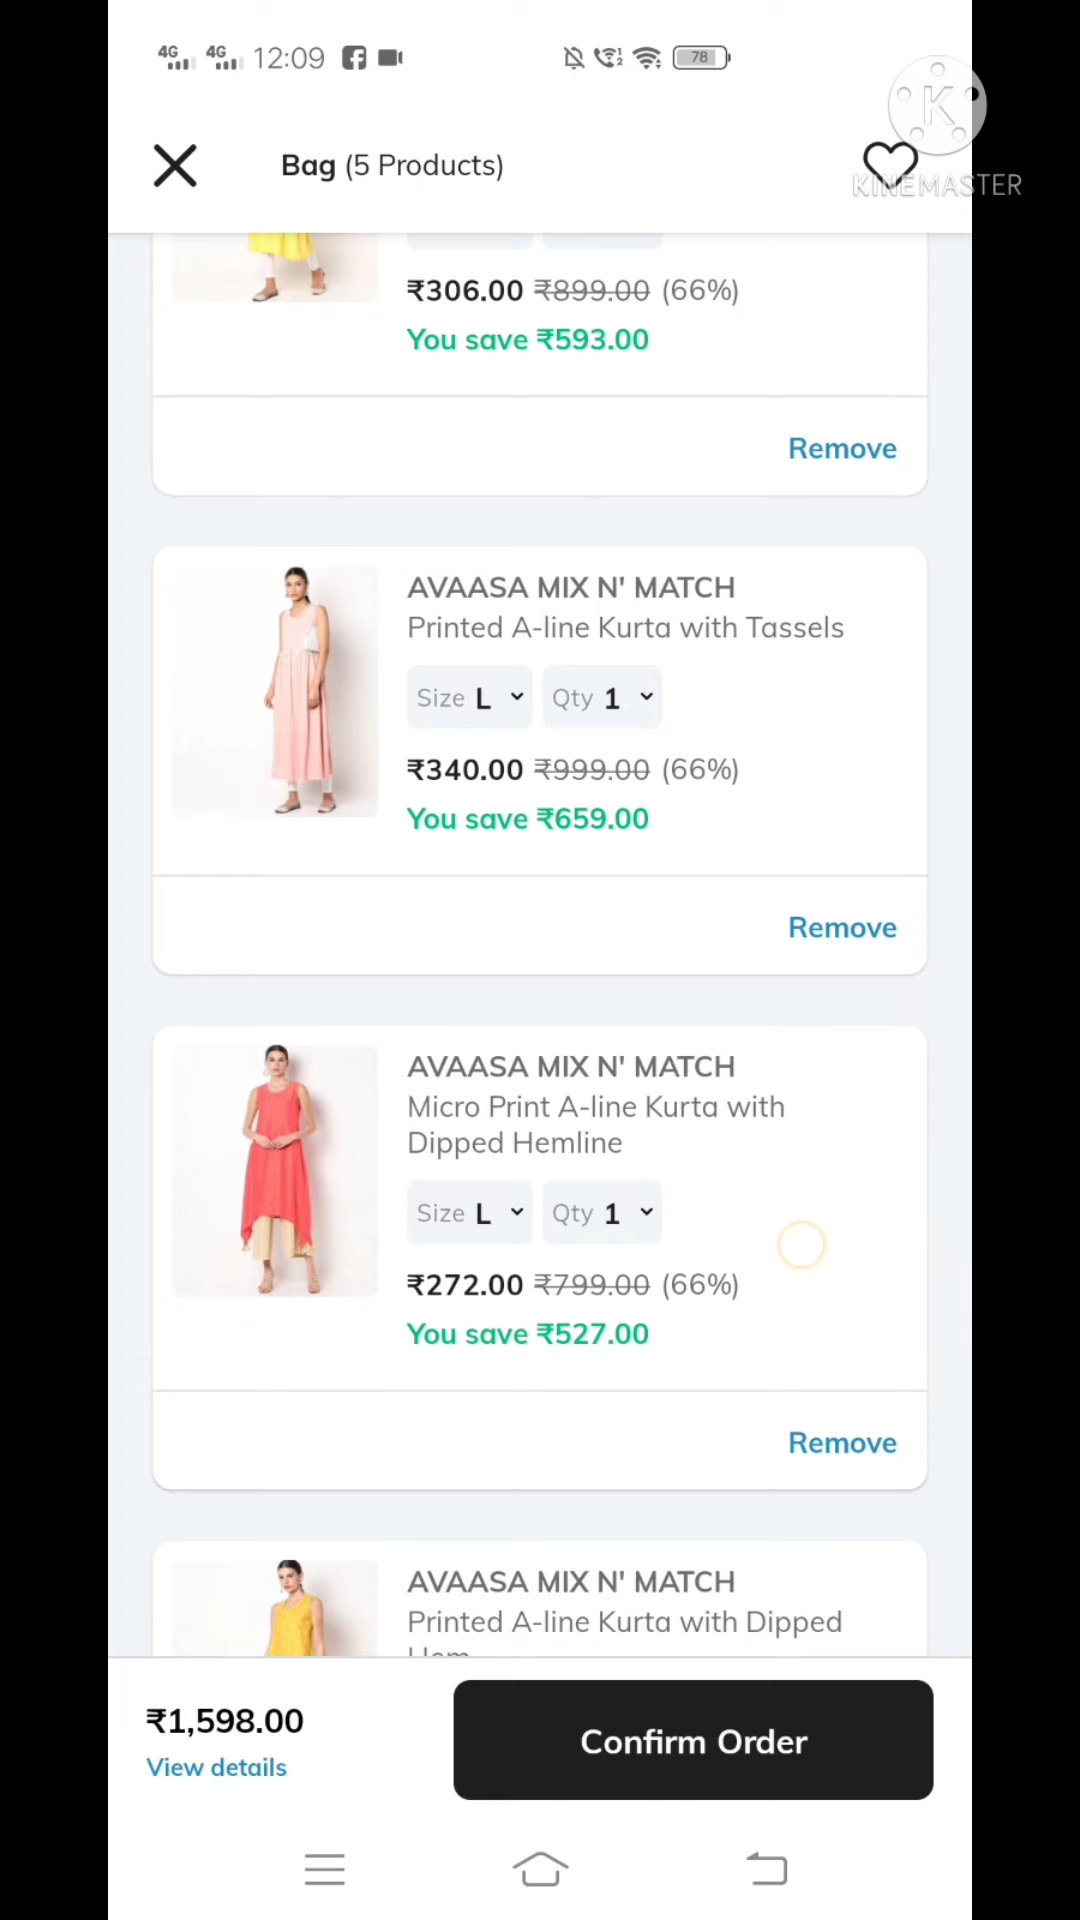 4G 4G 12:09 78
K
KINEMASTER
Bag (5 Products)
₹306.00 ₹899.00 (66%)
You save ₹593.00
Remove
AVAASA MIX N' MATCH
Printed A-line Kurta with Tassels
Size L Qty 1
₹340.00 ₹999.00 (66%)
You save ₹659.00
Remove
AVAASA MIX N' MATCH
Micro Print A-line Kurta with
Dipped Hemline
Size L Qty 1
₹272.00 ₹799.00 (66%)
You save ₹527.00
Remove
AVAASA MIX N' MATCH
Printed A-line Kurta with Dipped
₹1,598.00
View details
Confirm Order